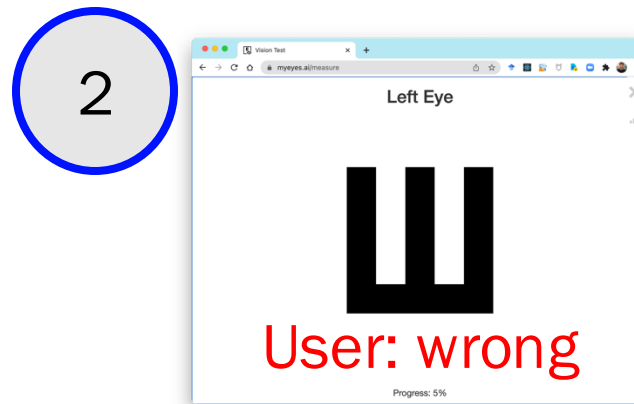 2
Vision Test
myeyes.ai/measure
Left Eye
E
User: wrong
Progress: 5%